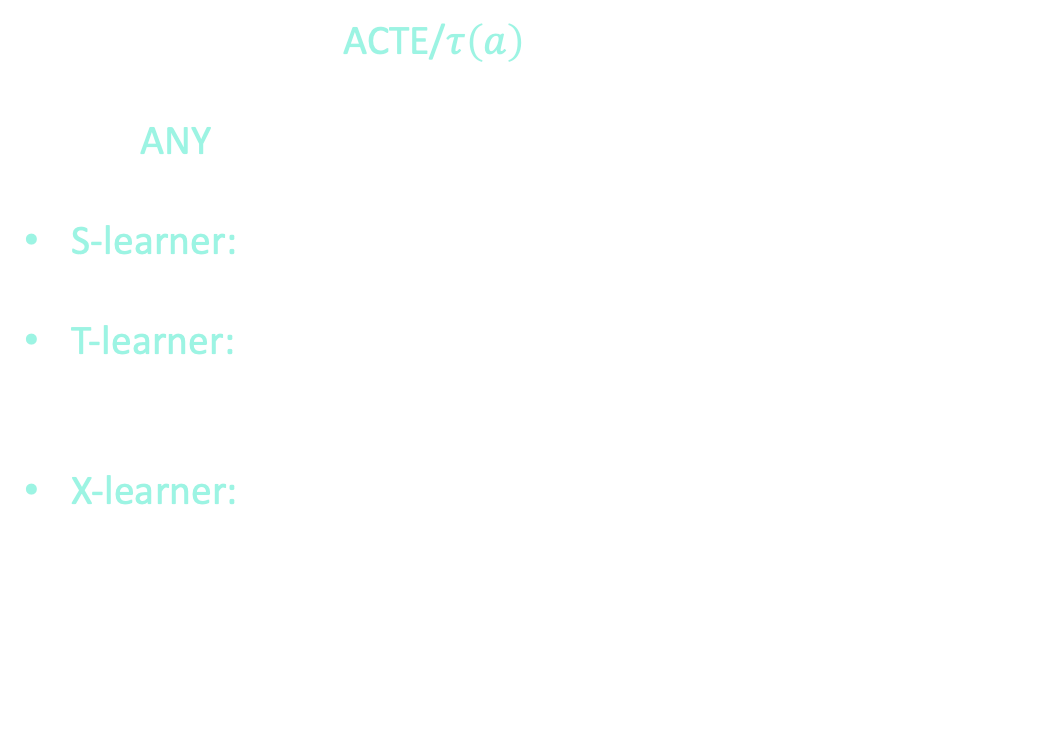 ACTE/τ(a)
ANY
• S-learner:
• T-learner:
• X-learner: